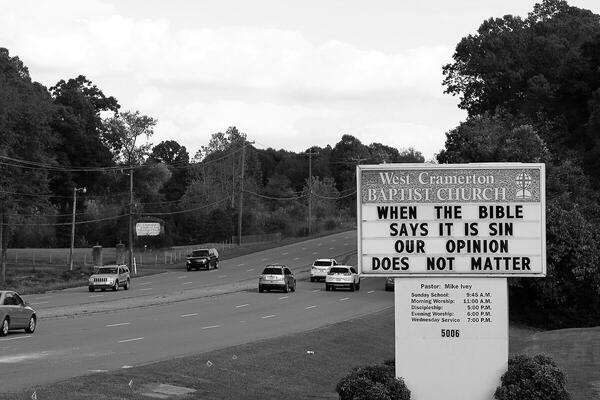 West Cramerton
BAPTIST CHURCH
WHEN THE BIBLE
SAYS IT IS SIN
OUR OPINION
DOES NOT MATTER
Pastor: Mike Ivey
Sunday School: 9:45 A.M.
Morning Worship: 11:00 A.M.
Discipleship: 5:00 P.M.
Evening Worship: 6:00 P.M.
Wednesday Service: 7:00 P.M.
5006